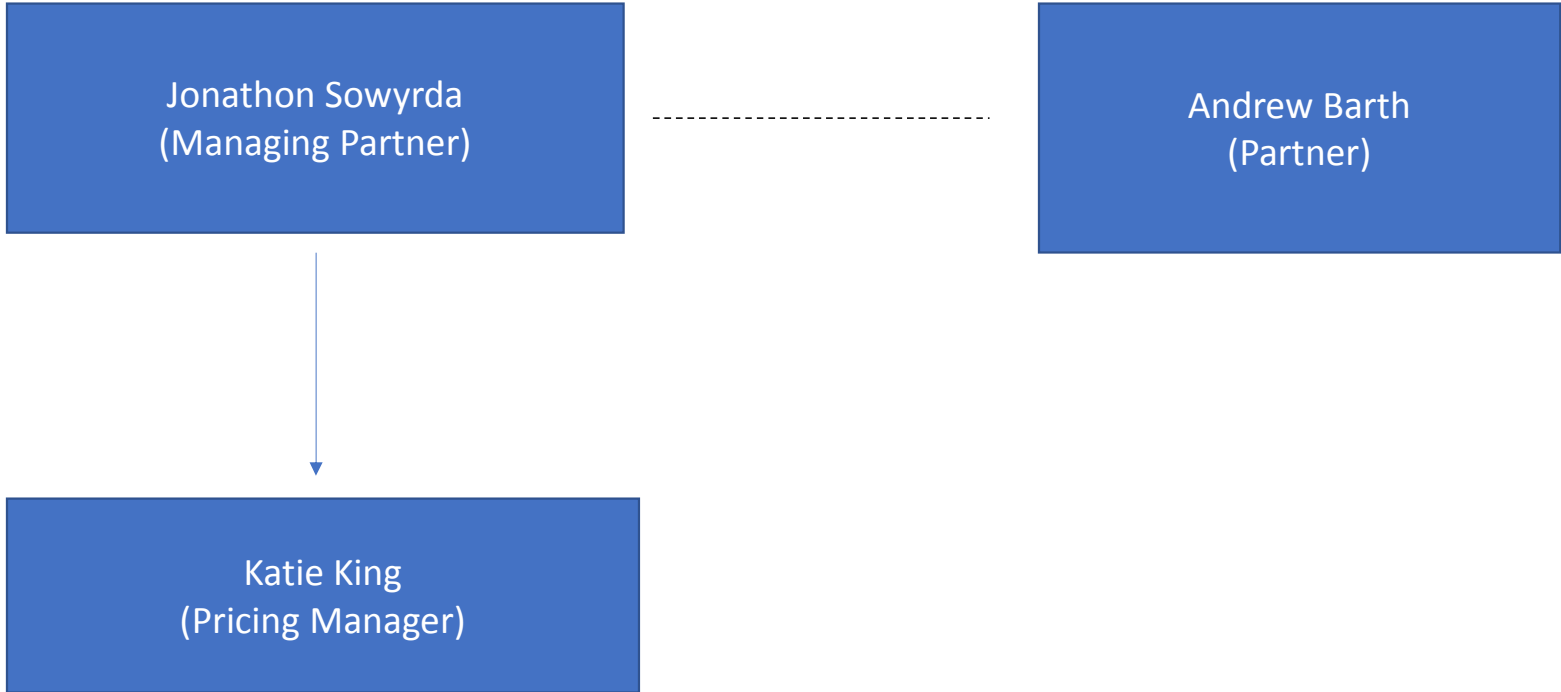 Jonathon Sowyrda
(Managing Partner)
Andrew Barth
(Partner)
Katie King
(Pricing Manager)